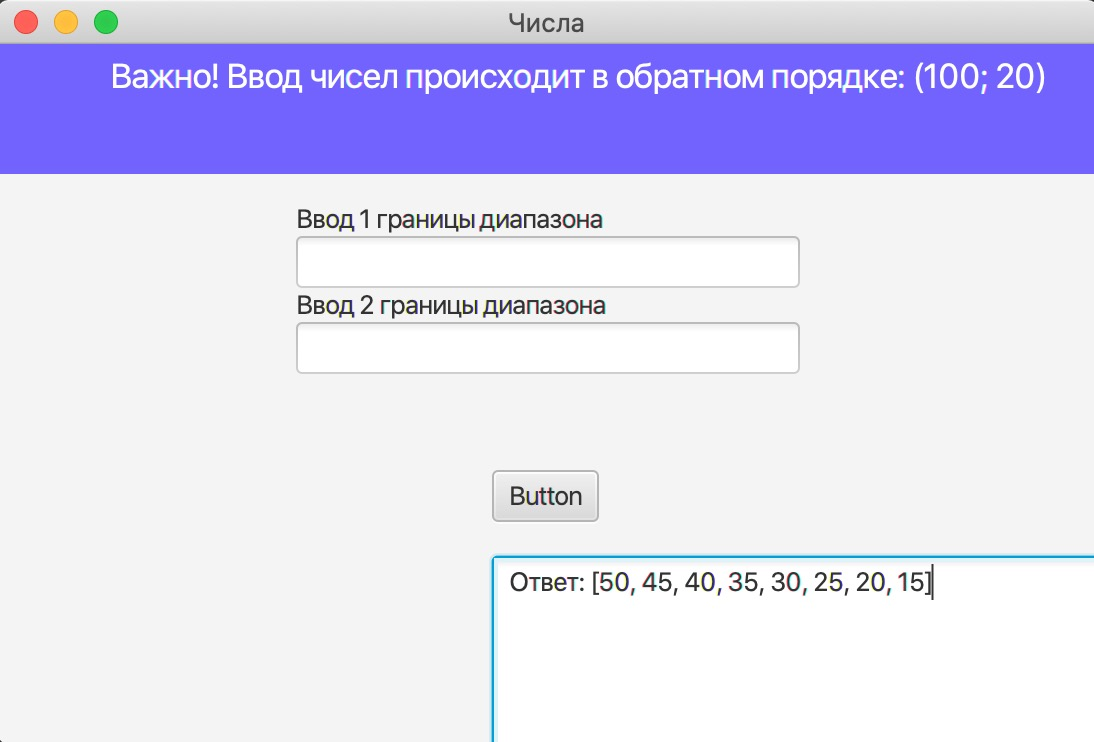 Числа
Важно! Ввод чисел происходит в обратном порядке: (100; 20)
Ввод 1 границы диапазона
Ввод 2 границы диапазона
Button
Ответ: [50, 45, 40, 35, 30, 25, 20, 15]